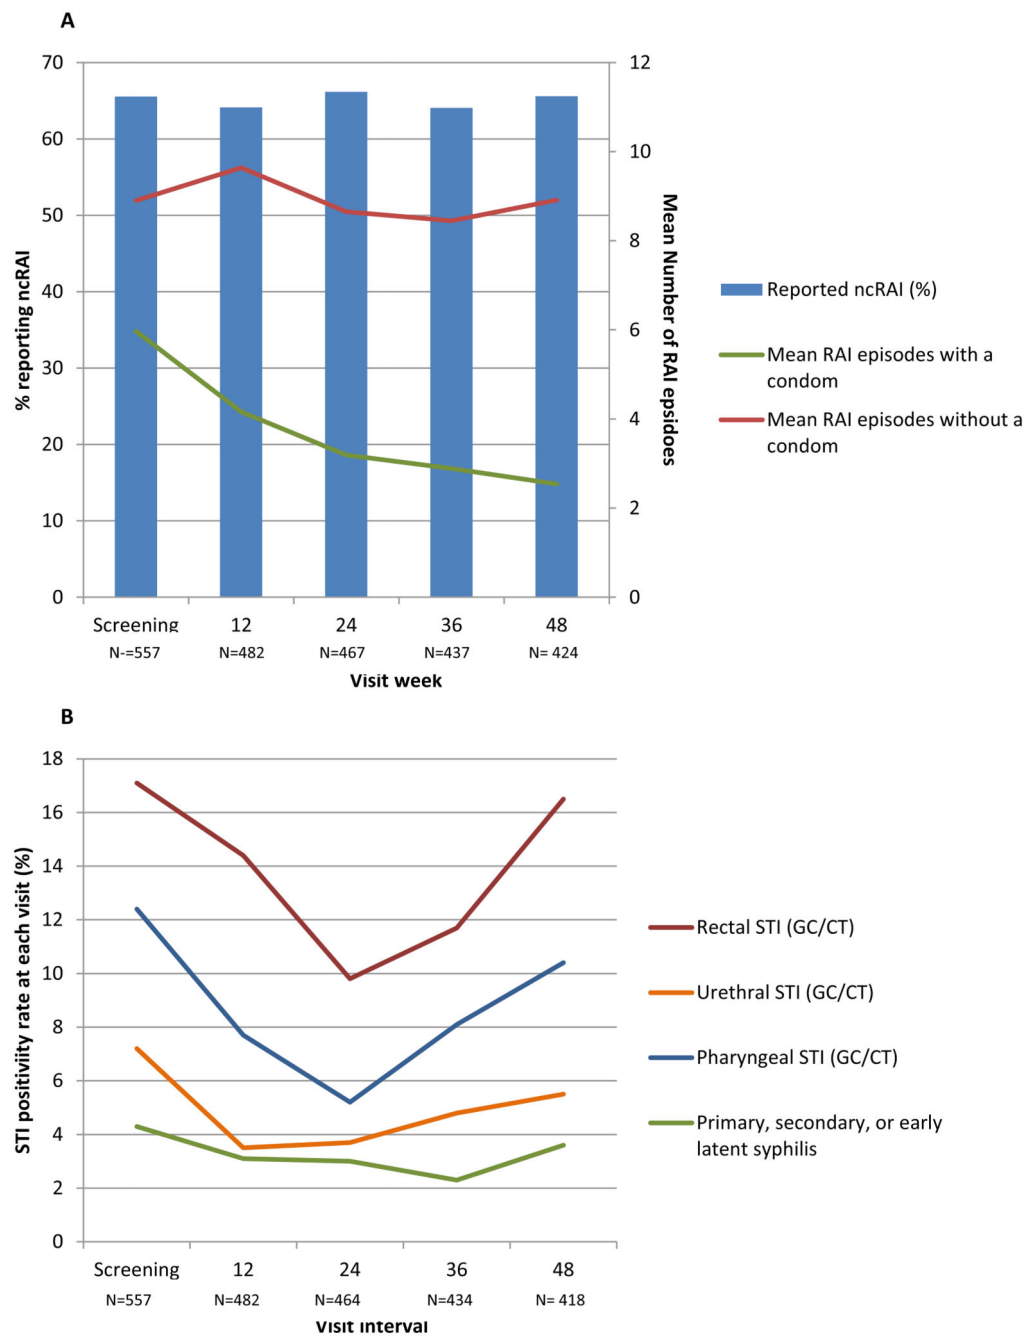 A
70
60
50
40
30
20
10
0
% reporting ncRAI
12
10
8
6
4
2
0
Mean Number of RAI epsidoes
Screening 12 24 36 48
N-=557 N=482 N=467 N=437 N= 424
Visit week
Reported ncRAI (%)
Mean RAI episodes with a
condom
Mean RAI episodes without a
condom
B
18
16
14
12
10
8
6
4
2
0
STI positiviity rate at each visit (%)
Screening 12 24 36 48
N=557 N=482 N=464 N=434 N= 418
Visit interval
Rectal STI (GC/CT)
Urethral STI (GC/CT)
Pharyngeal STI (GC/CT)
Primary, secondary, or early
latent syphilis